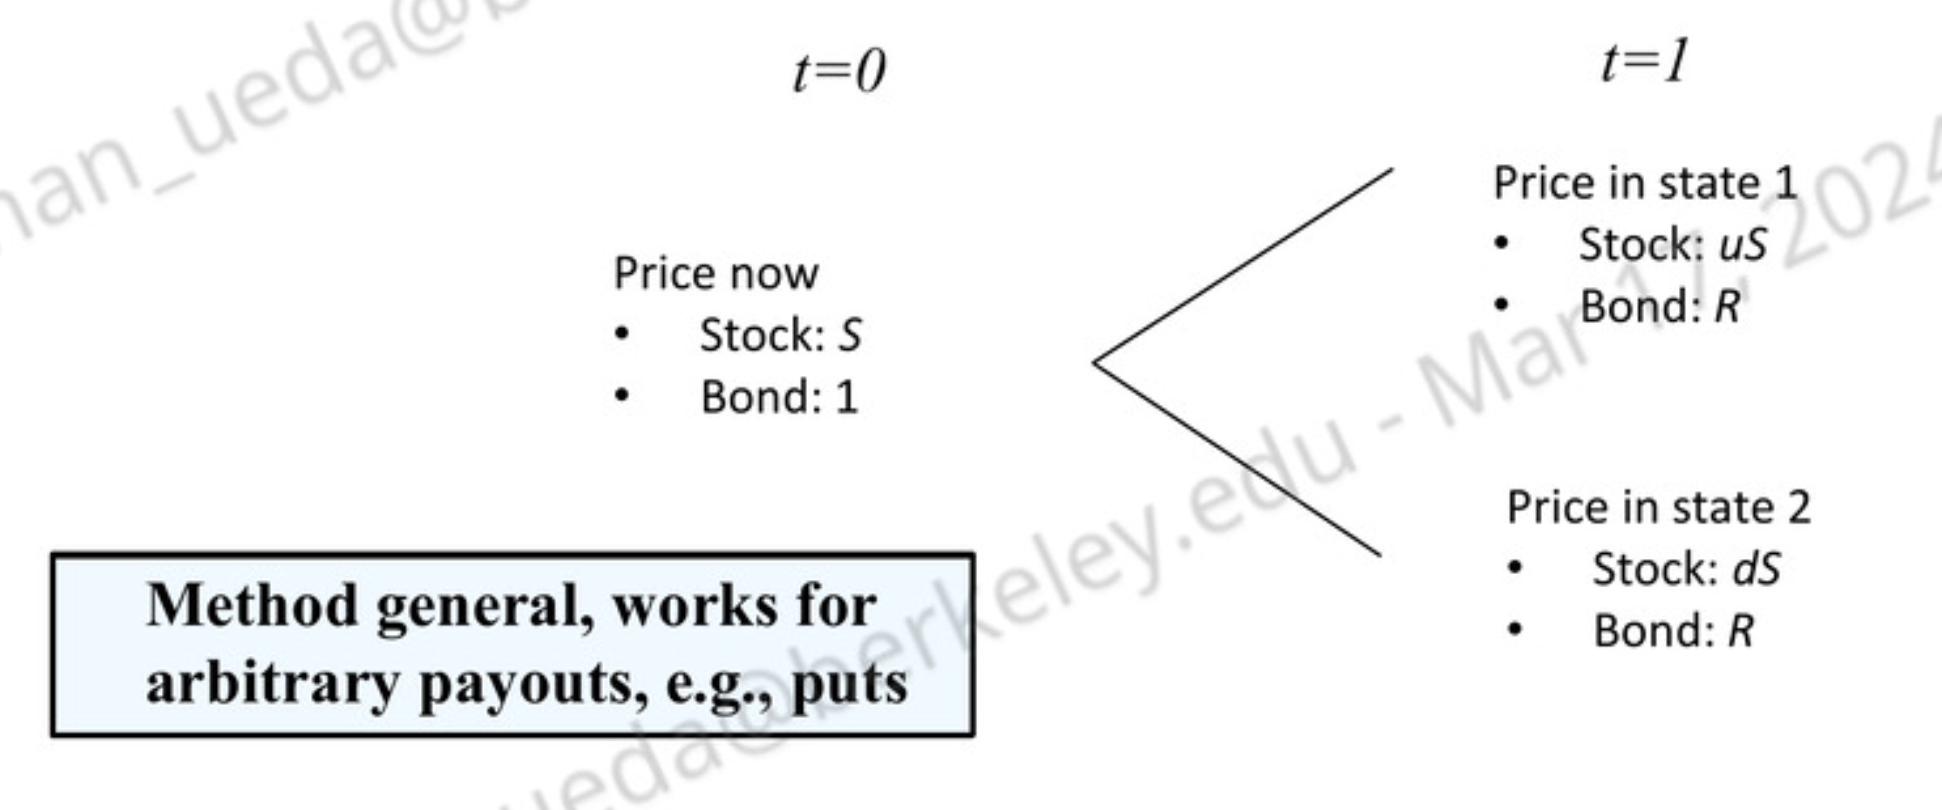 t=0
t=1
Price now
• Stock: S
• Bond: 1
Price in state 1
• Stock: uS
• Bond: R
Price in state 2
• Stock: dS
• Bond: R
Method general, works for
arbitrary payouts, e.g., puts
han_ueda@b
ueda@berkeley.edu - Mar 17, 2024